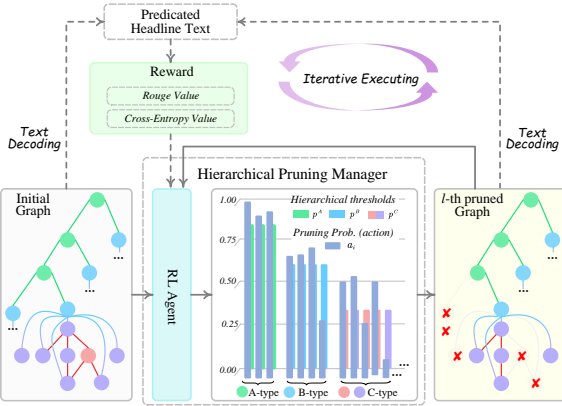 Predicated
Headline Text
Reward
Rouge Value
Cross-Entropy Value
Iterative Executing
Text
Decoding
Text
Decoding
Hierarchical Pruning Manager
Initial
Graph
RL Agent
1.00
0.75
0.50
0.25
0.00
Hierarchical thresholds
p^A p^B p^C
Pruning Prob. (action)
a_i
...
A-type B-type C-type
l-th pruned
Graph
...
...
...
...
...
...